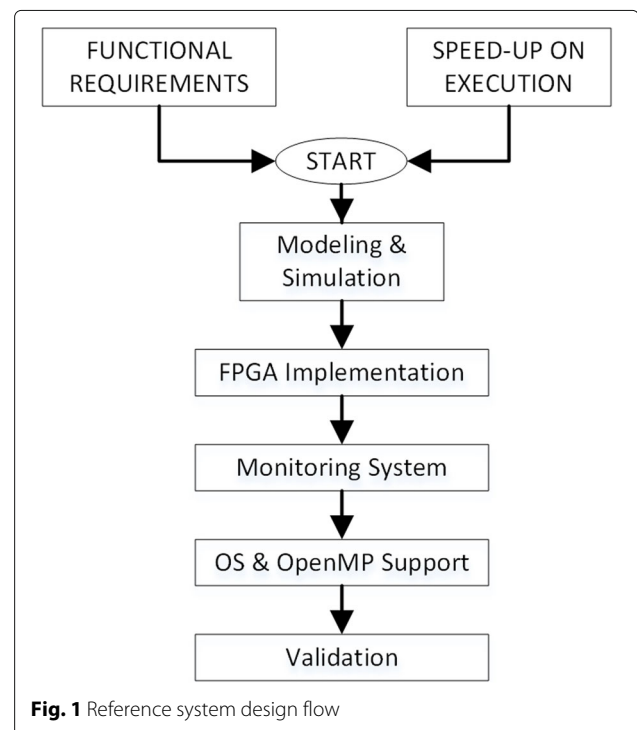 FUNCTIONAL
REQUIREMENTS
SPEED-UP ON
EXECUTION
START
Modeling &
Simulation
FPGA Implementation
Monitoring System
OS & OpenMP Support
Validation
Fig. 1 Reference system design flow